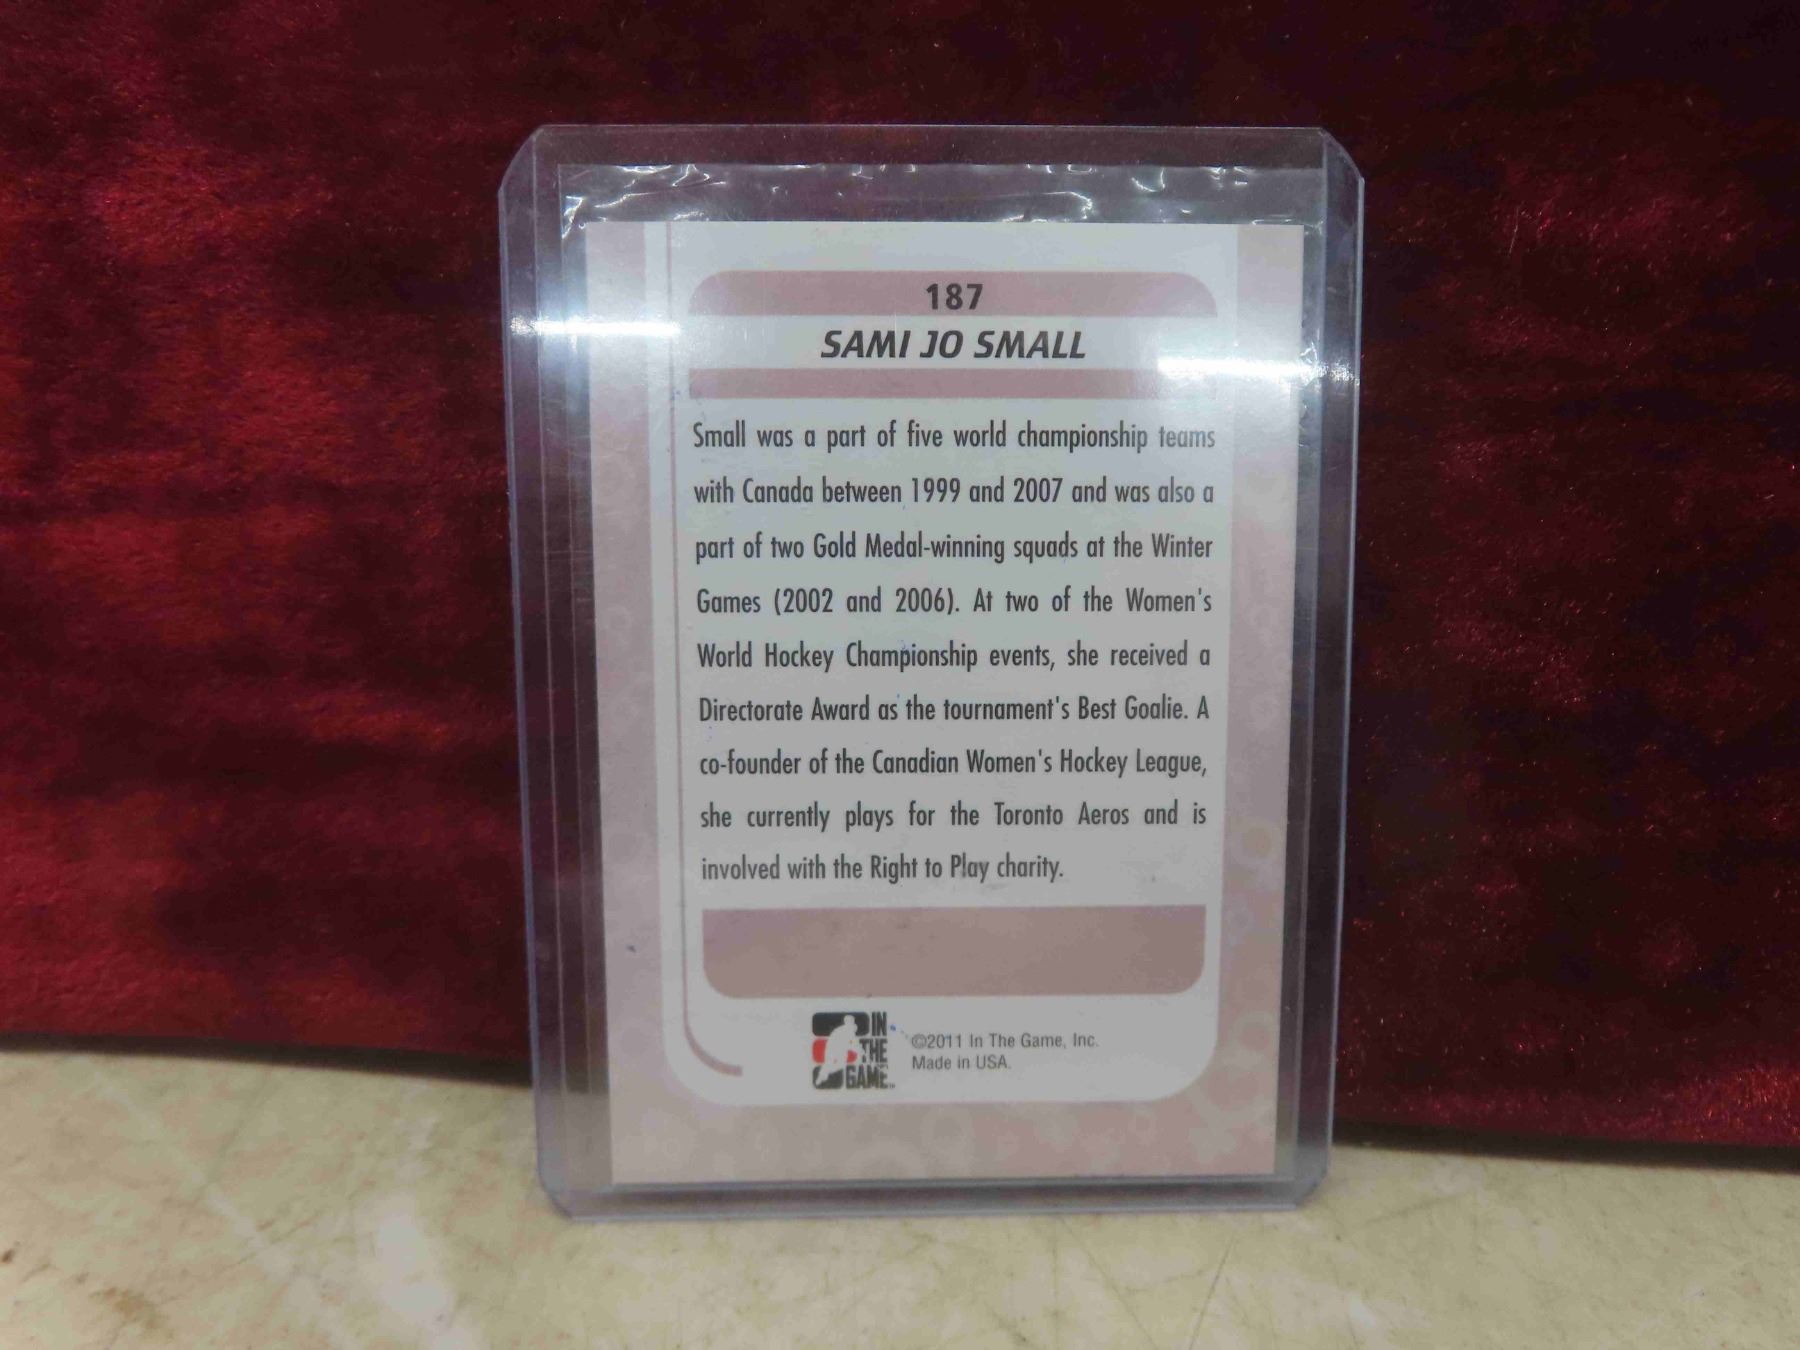 187
SAMI JO SMALL
Small was a part of five world championship teams
with Canada between 1999 and 2007 and was also a
part of two Gold Medal-winning squads at the Winter
Games (2002 and 2006). At two of the Women's
World Hockey Championship events, she received a
Directorate Award as the tournament's Best Goalie. A
co-founder of the Canadian Women's Hockey League,
she currently plays for the Toronto Aeros and is
involved with the Right to Play charity.
IN
THE
GAME
©2011 In The Game, Inc.
Made in USA.